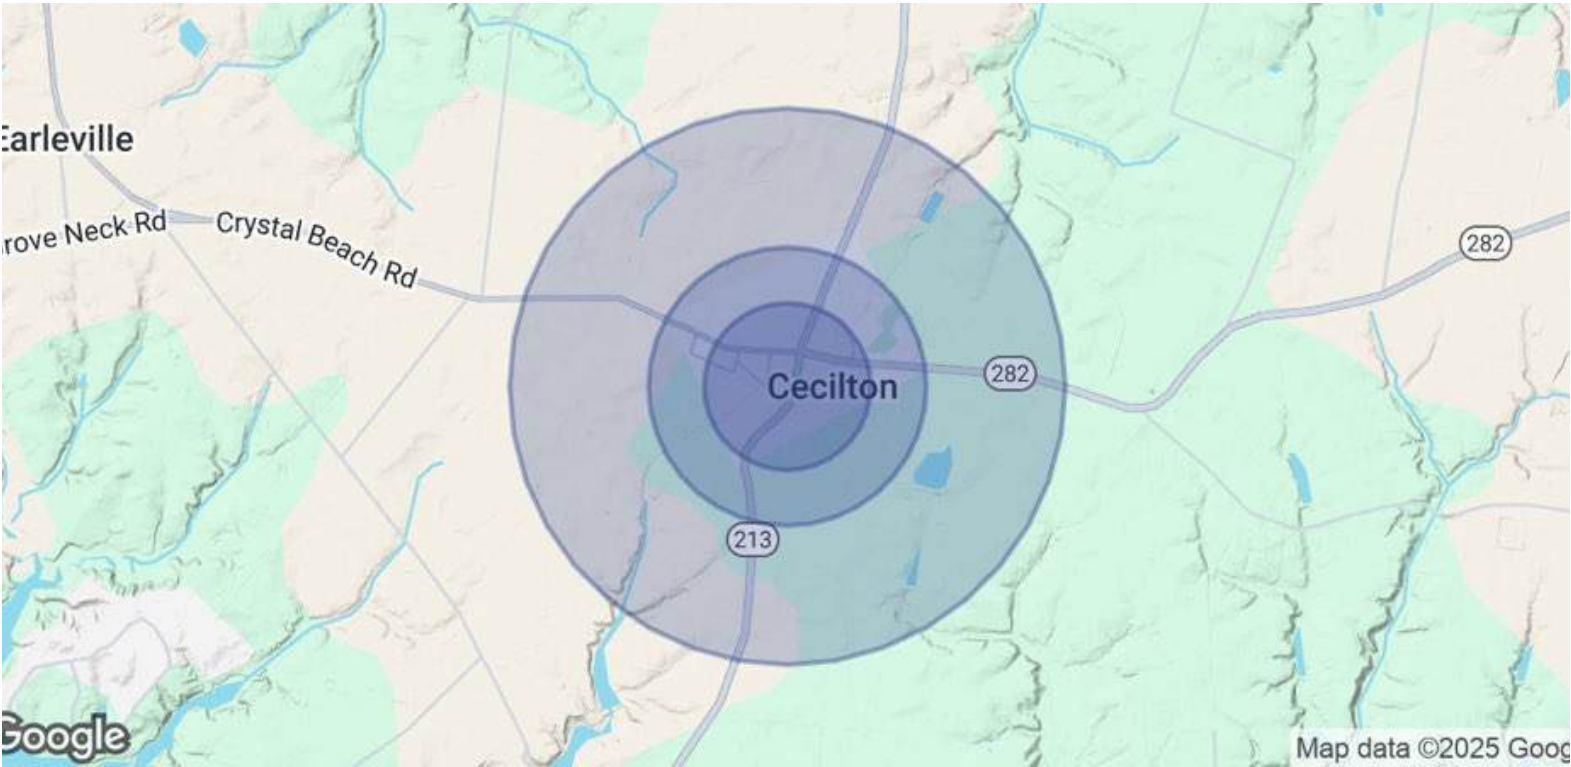 Earleville
rove Neck Rd
Crystal Beach Rd
282
282
Cecilton
213
Google
Map data ©2025 Goog